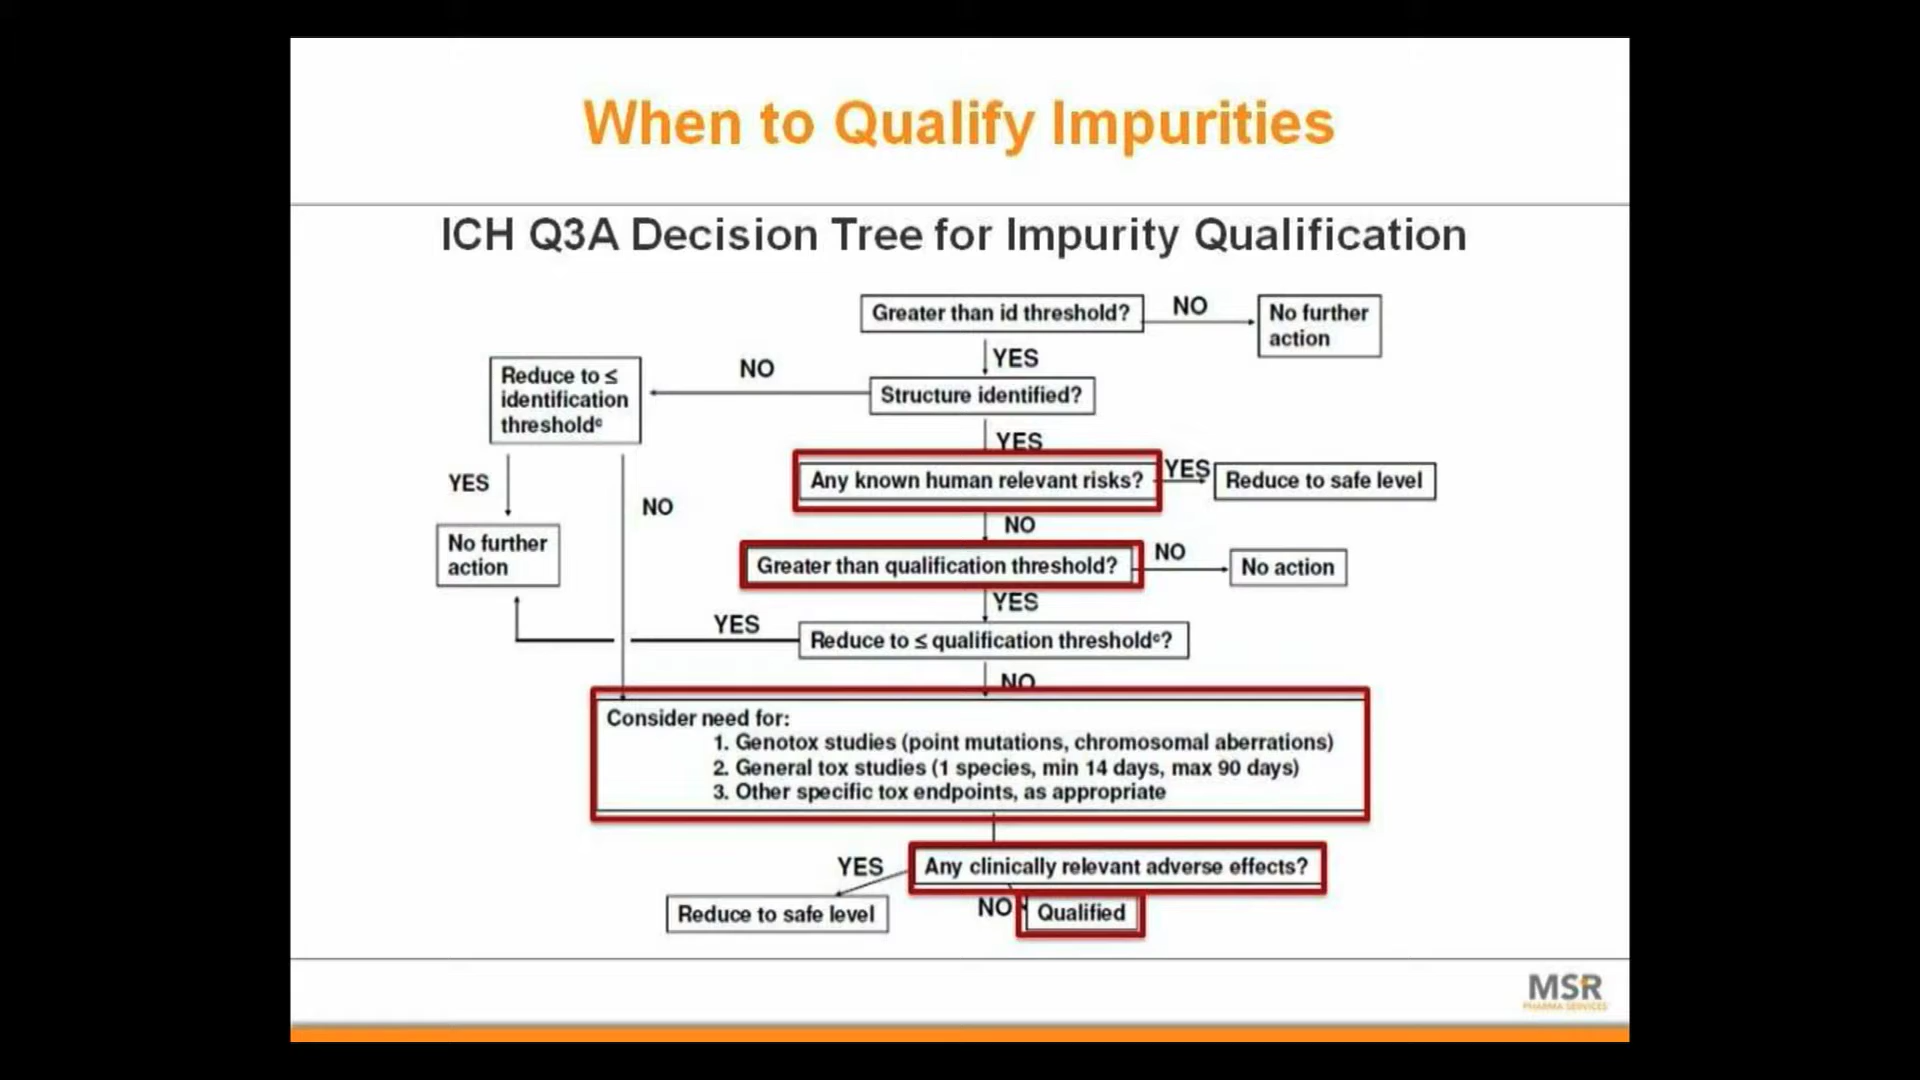 When to Qualify Impurities
ICH Q3A Decision Tree for Impurity Qualification
Greater than id threshold?
NO
No further
action
YES
Structure identified?
NO
Reduce to ≤
identification
thresholdᶜ
YES
Any known human relevant risks?
YES
Reduce to safe level
YES
NO
NO
No further
action
Greater than qualification threshold?
NO
No action
YES
Reduce to ≤ qualification thresholdᶜ?
YES
NO
Consider need for:
1. Genotox studies (point mutations, chromosomal aberrations)
2. General tox studies (1 species, min 14 days, max 90 days)
3. Other specific tox endpoints, as appropriate
Any clinically relevant adverse effects?
YES
Reduce to safe level
NO
Qualified
MSR
PHARMA SERVICES